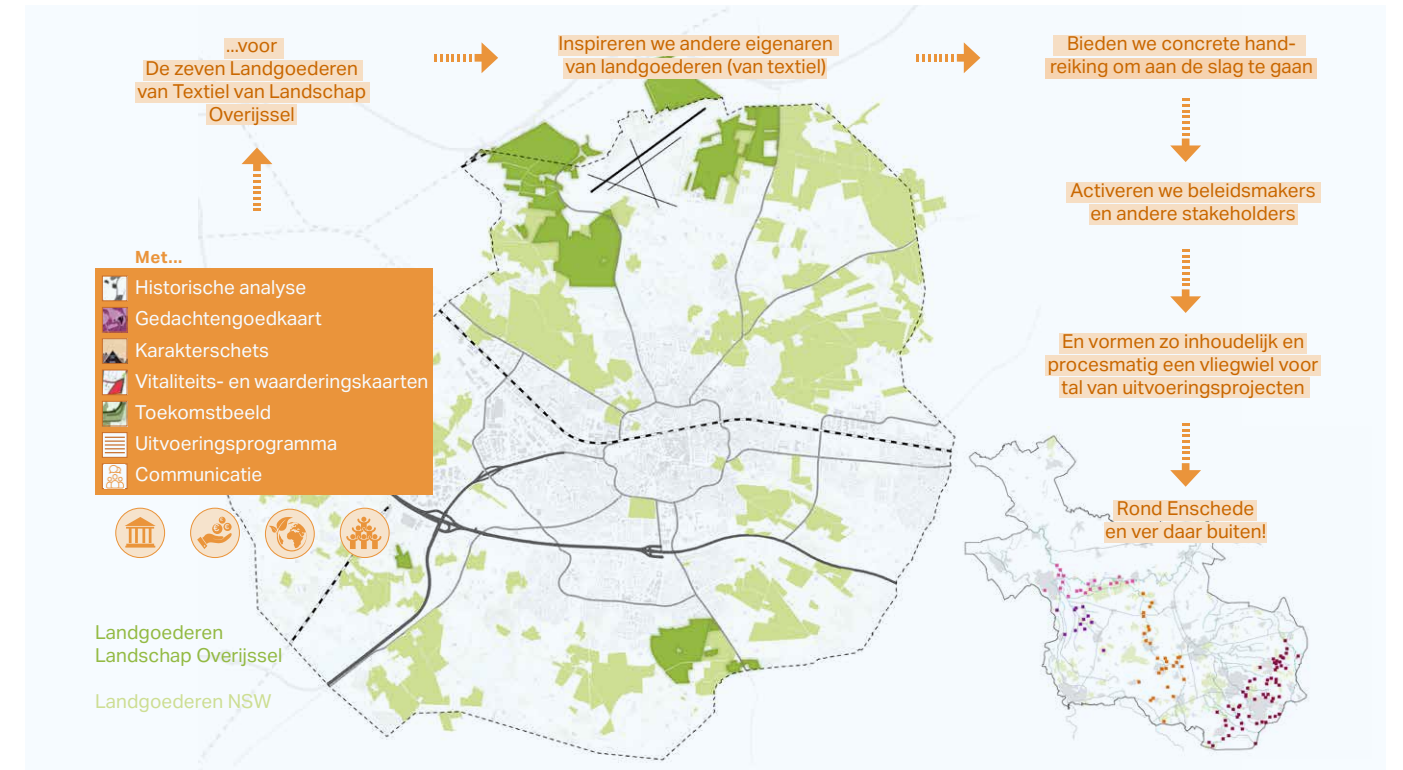 ...voor
De zeven Landgoederen
van Textiel van Landschap
Overijssel
Inspireren we andere eigenaren
van landgoederen (van textiel)
Bieden we concrete hand-
reiking om aan de slag te gaan
Activeren we beleidsmakers
en andere stakeholders
En vormen zo inhoudelijk en
procesmatig een vliegwiel voor
tal van uitvoeringsprojecten
Rond Enschede
en ver daar buiten!
Met...
Historische analyse
Gedachtengoedkaart
Karakterschets
Vitaliteits- en waarderingskaarten
Toekomstbeeld
Uitvoeringsprogramma
Communicatie
Landgoederen
Landschap Overijssel
Landgoederen NSW